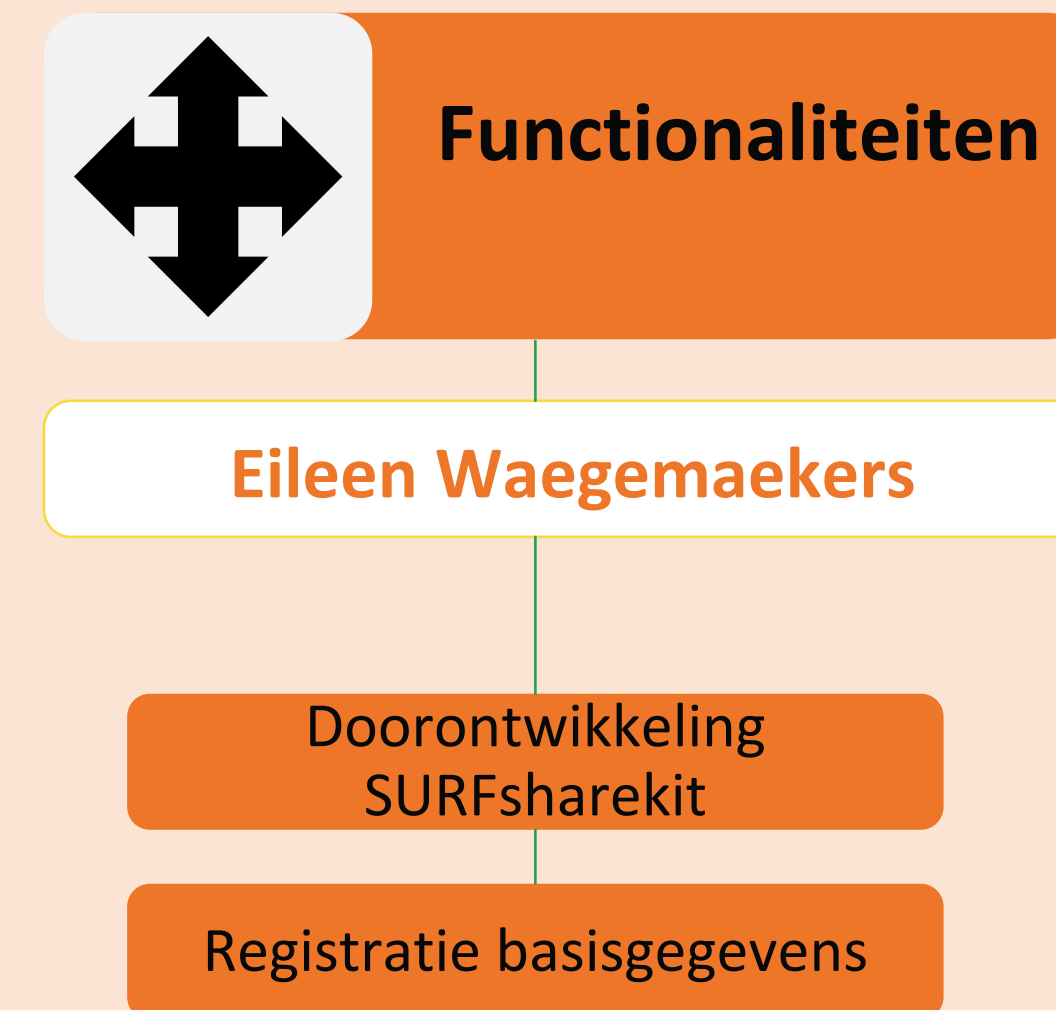 Functionaliteiten
Eileen Waegemaekers
Doorontwikkeling
SURFsharekit
Registratie basisgegevens